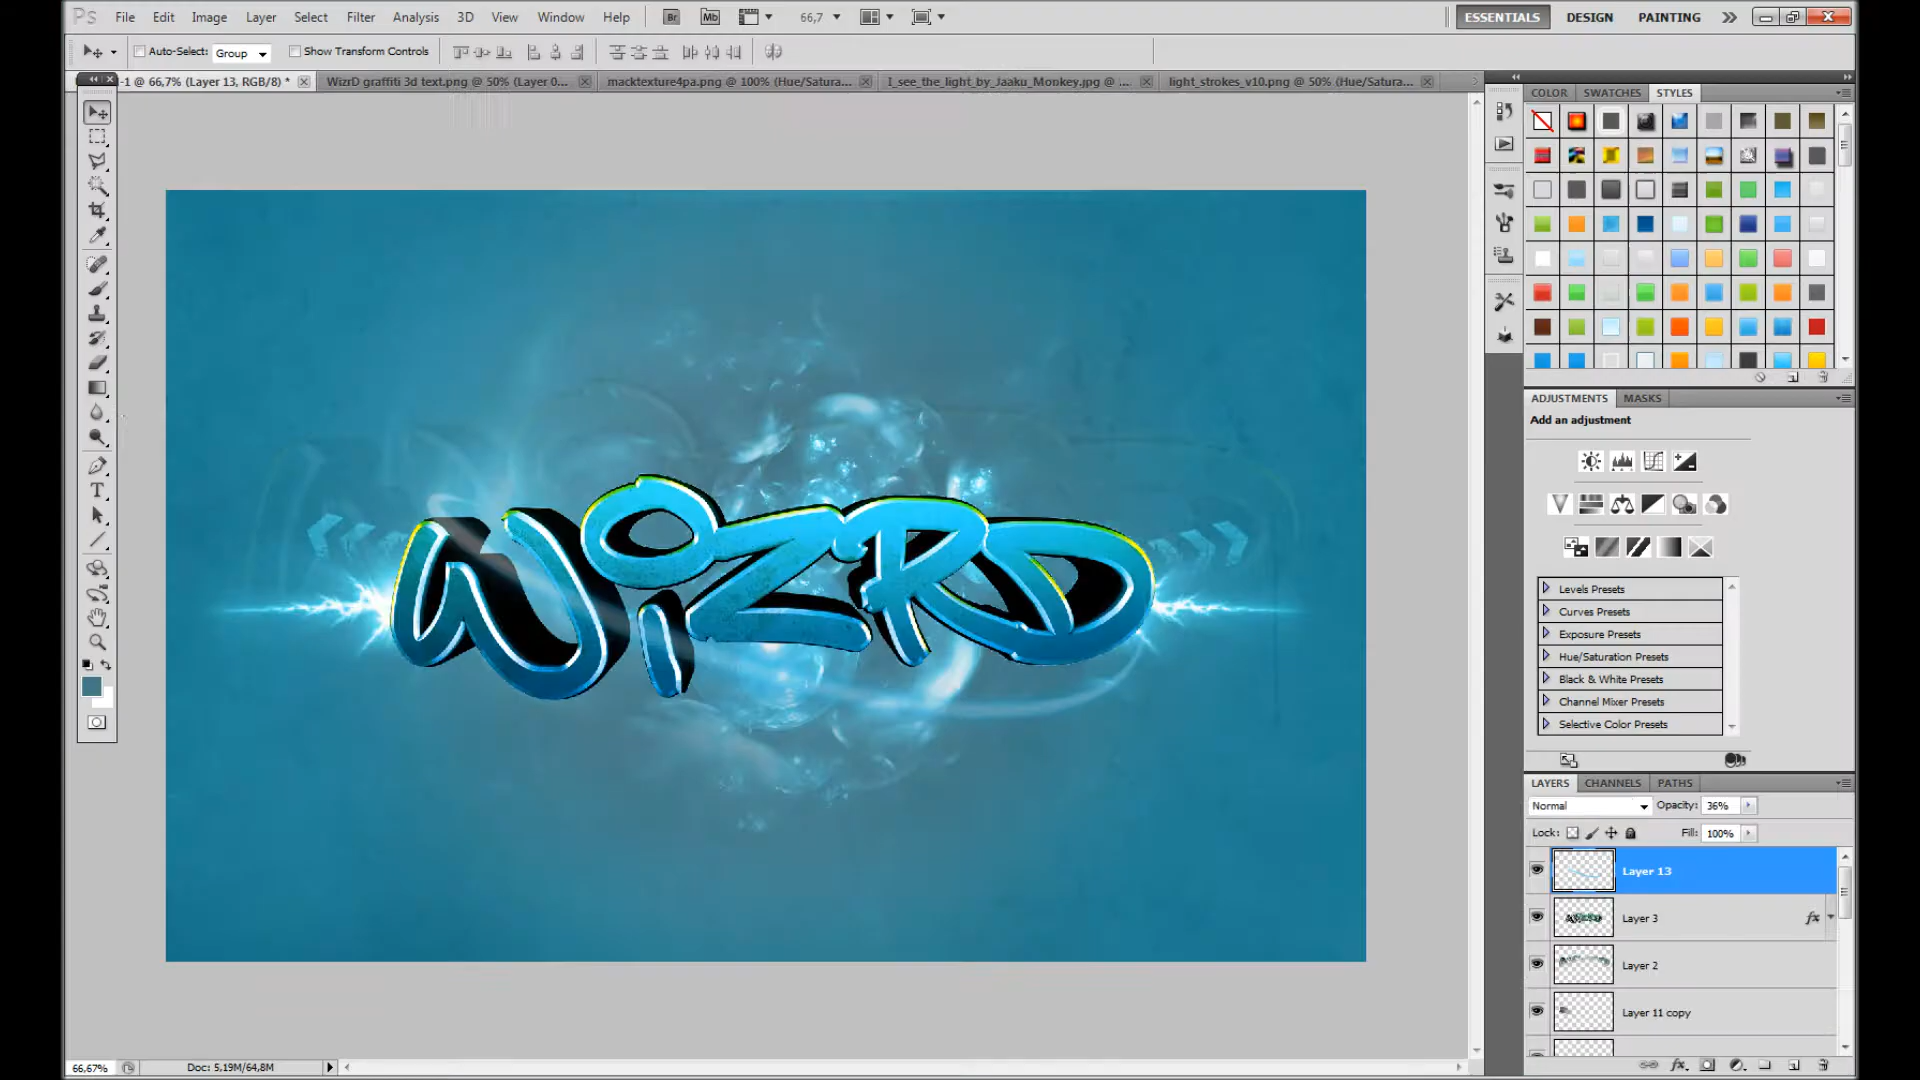 Ps File Edit Image Layer Select Filter Analysis 3D View Window Help Br Mb 66,7 ESSENTIALS DESIGN PAINTING
Auto-Select: Group Show Transform Controls
-1 @ 66,7% (Layer 13, RGB/8) * WizrD graffiti 3d text.png @ 50% (Layer 0... macktexture4pa.png @ 100% (Hue/Satura... I_see_the_light_by_Jaaku_Monkey.jpg @ ... light_strokes_v10.png @ 50% (Hue/Satura...
COLOR SWATCHES STYLES
ADJUSTMENTS MASKS
Add an adjustment
WizRD
Levels Presets
Curves Presets
Exposure Presets
Hue/Saturation Presets
Black & White Presets
Channel Mixer Presets
Selective Color Presets
LAYERS CHANNELS PATHS
Normal Opacity: 36%
Lock: Fill: 100%
Layer 13
Layer 3 fx
Layer 2
Layer 11 copy
66,67% Doc: 5,19M/64,8M fx